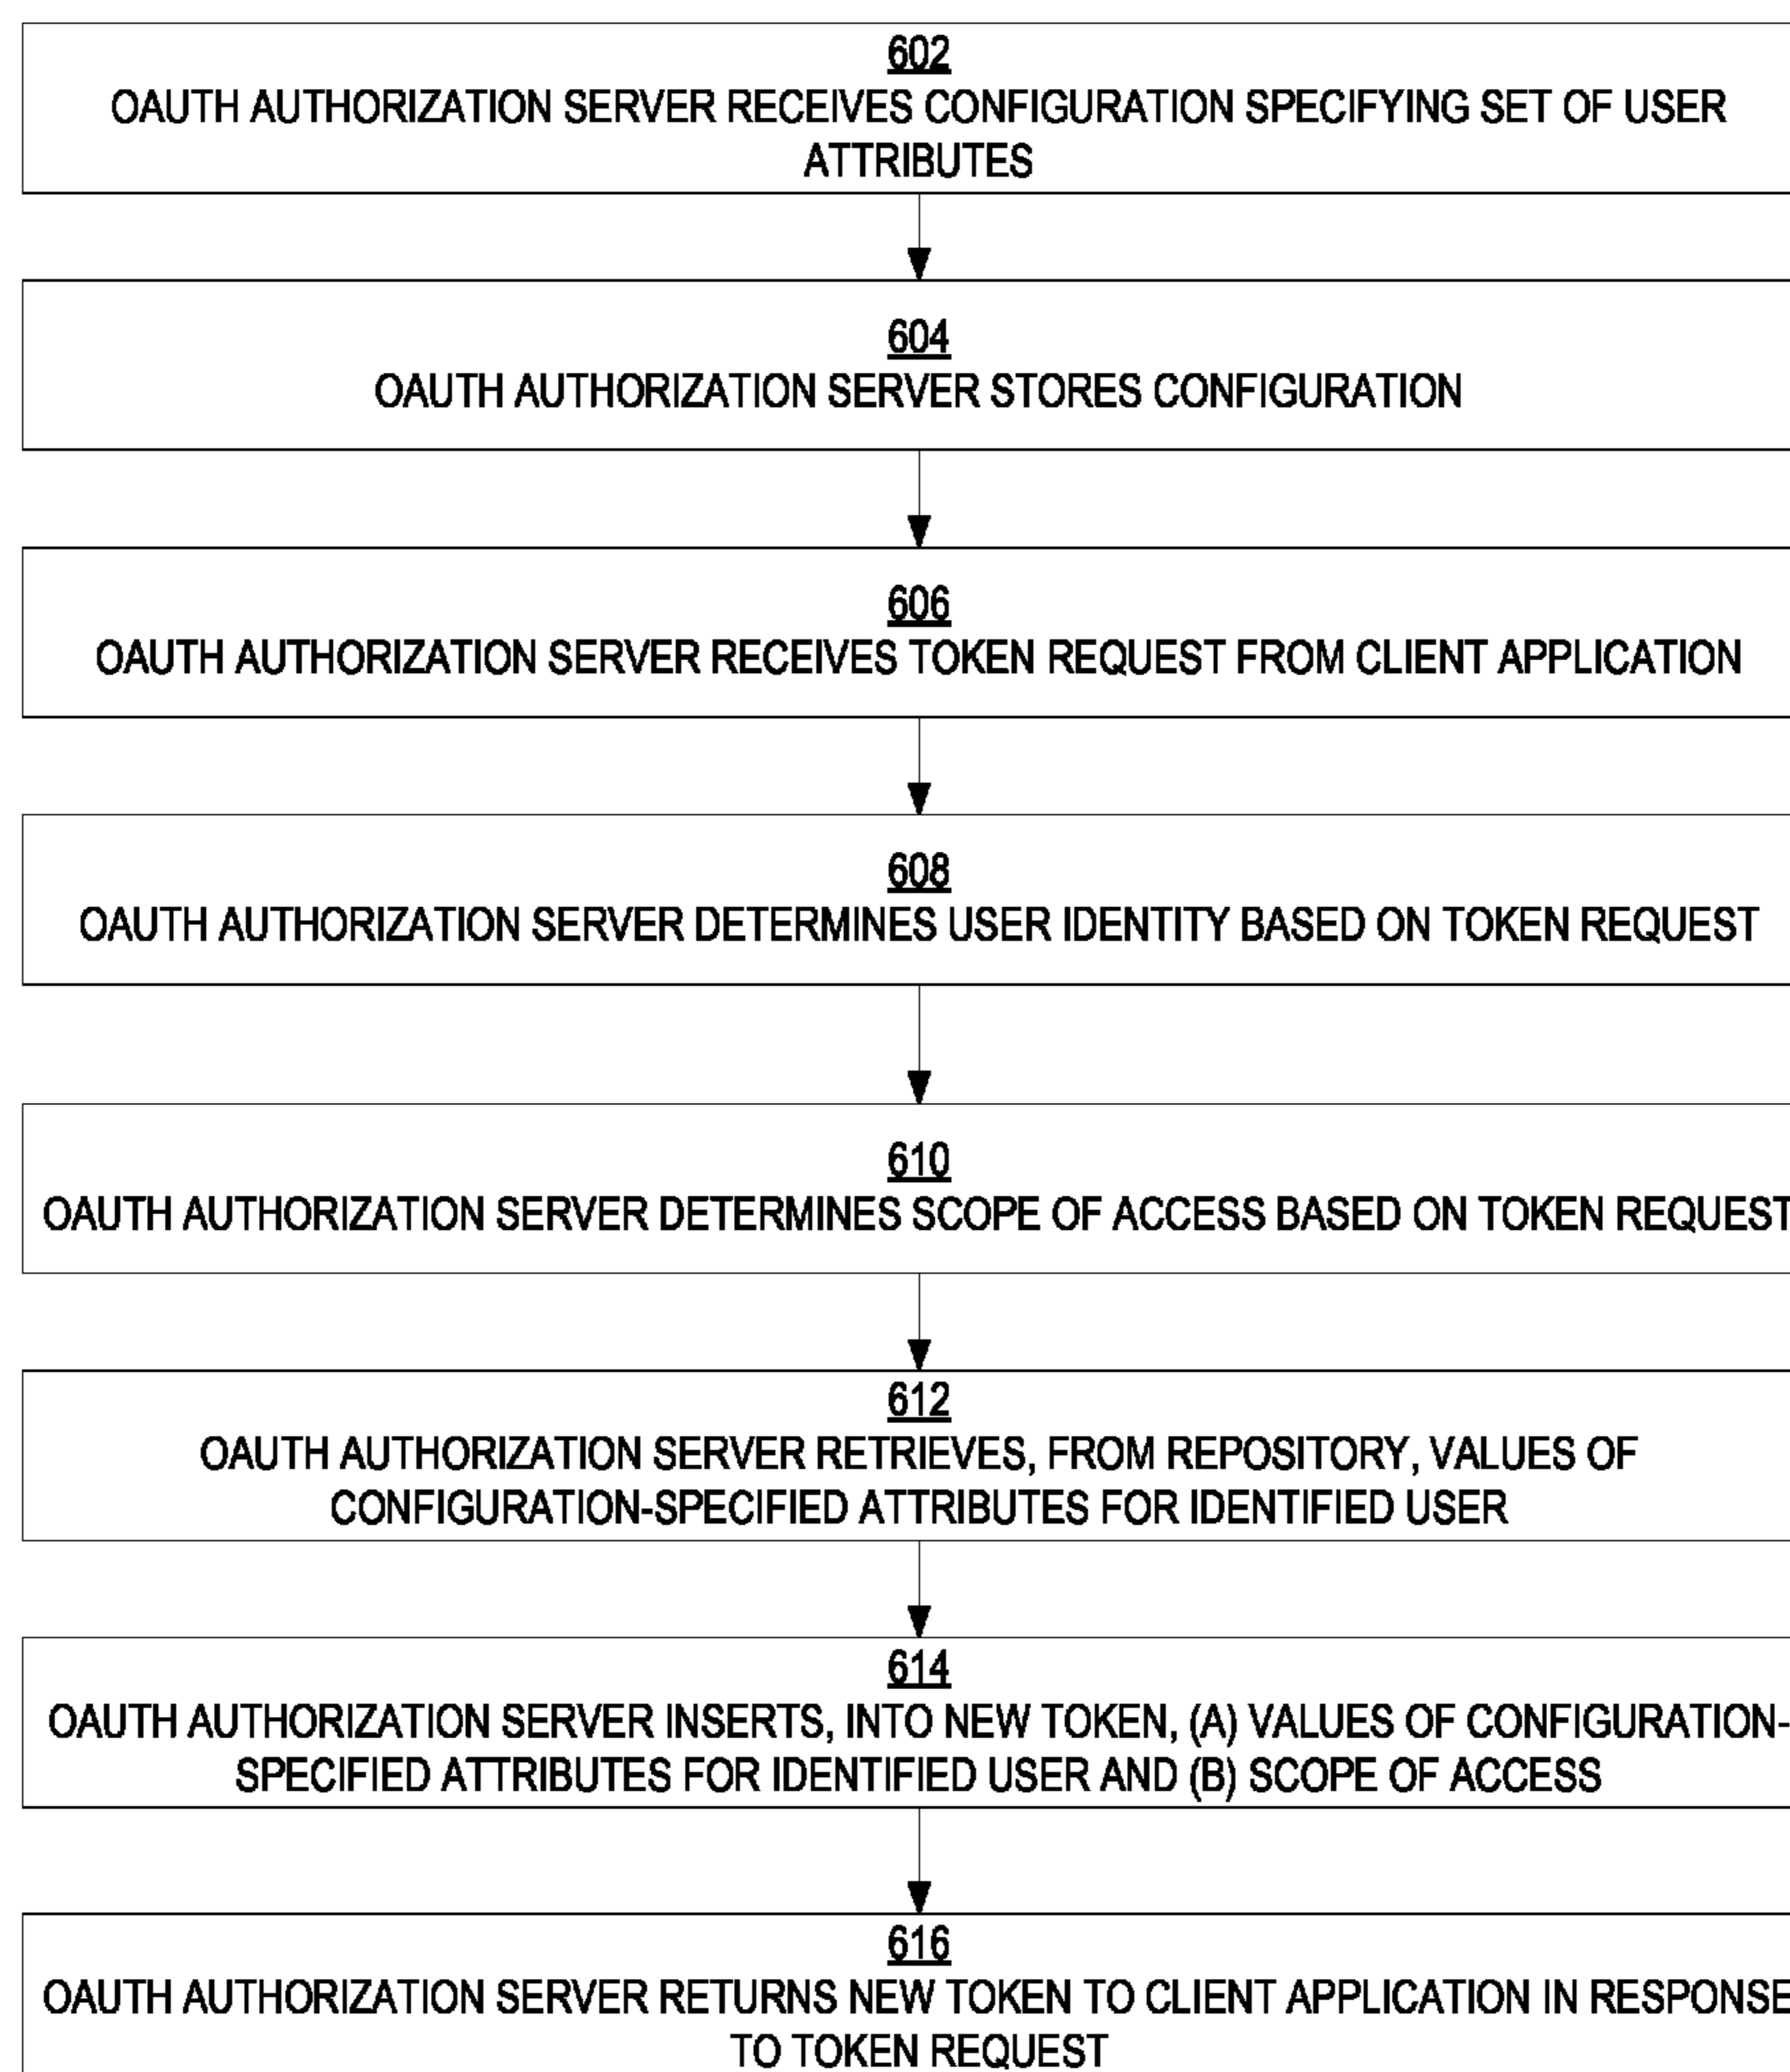 602
OAUTH AUTHORIZATION SERVER RECEIVES CONFIGURATION SPECIFYING SET OF USER
ATTRIBUTES
604
OAUTH AUTHORIZATION SERVER STORES CONFIGURATION
606
OAUTH AUTHORIZATION SERVER RECEIVES TOKEN REQUEST FROM CLIENT APPLICATION
608
OAUTH AUTHORIZATION SERVER DETERMINES USER IDENTITY BASED ON TOKEN REQUEST
610
OAUTH AUTHORIZATION SERVER DETERMINES SCOPE OF ACCESS BASED ON TOKEN REQUEST
612
OAUTH AUTHORIZATION SERVER RETRIEVES, FROM REPOSITORY, VALUES OF
CONFIGURATION-SPECIFIED ATTRIBUTES FOR IDENTIFIED USER
614
OAUTH AUTHORIZATION SERVER INSERTS, INTO NEW TOKEN, (A) VALUES OF CONFIGURATION-
SPECIFIED ATTRIBUTES FOR IDENTIFIED USER AND (B) SCOPE OF ACCESS
616
OAUTH AUTHORIZATION SERVER RETURNS NEW TOKEN TO CLIENT APPLICATION IN RESPONSE
TO TOKEN REQUEST